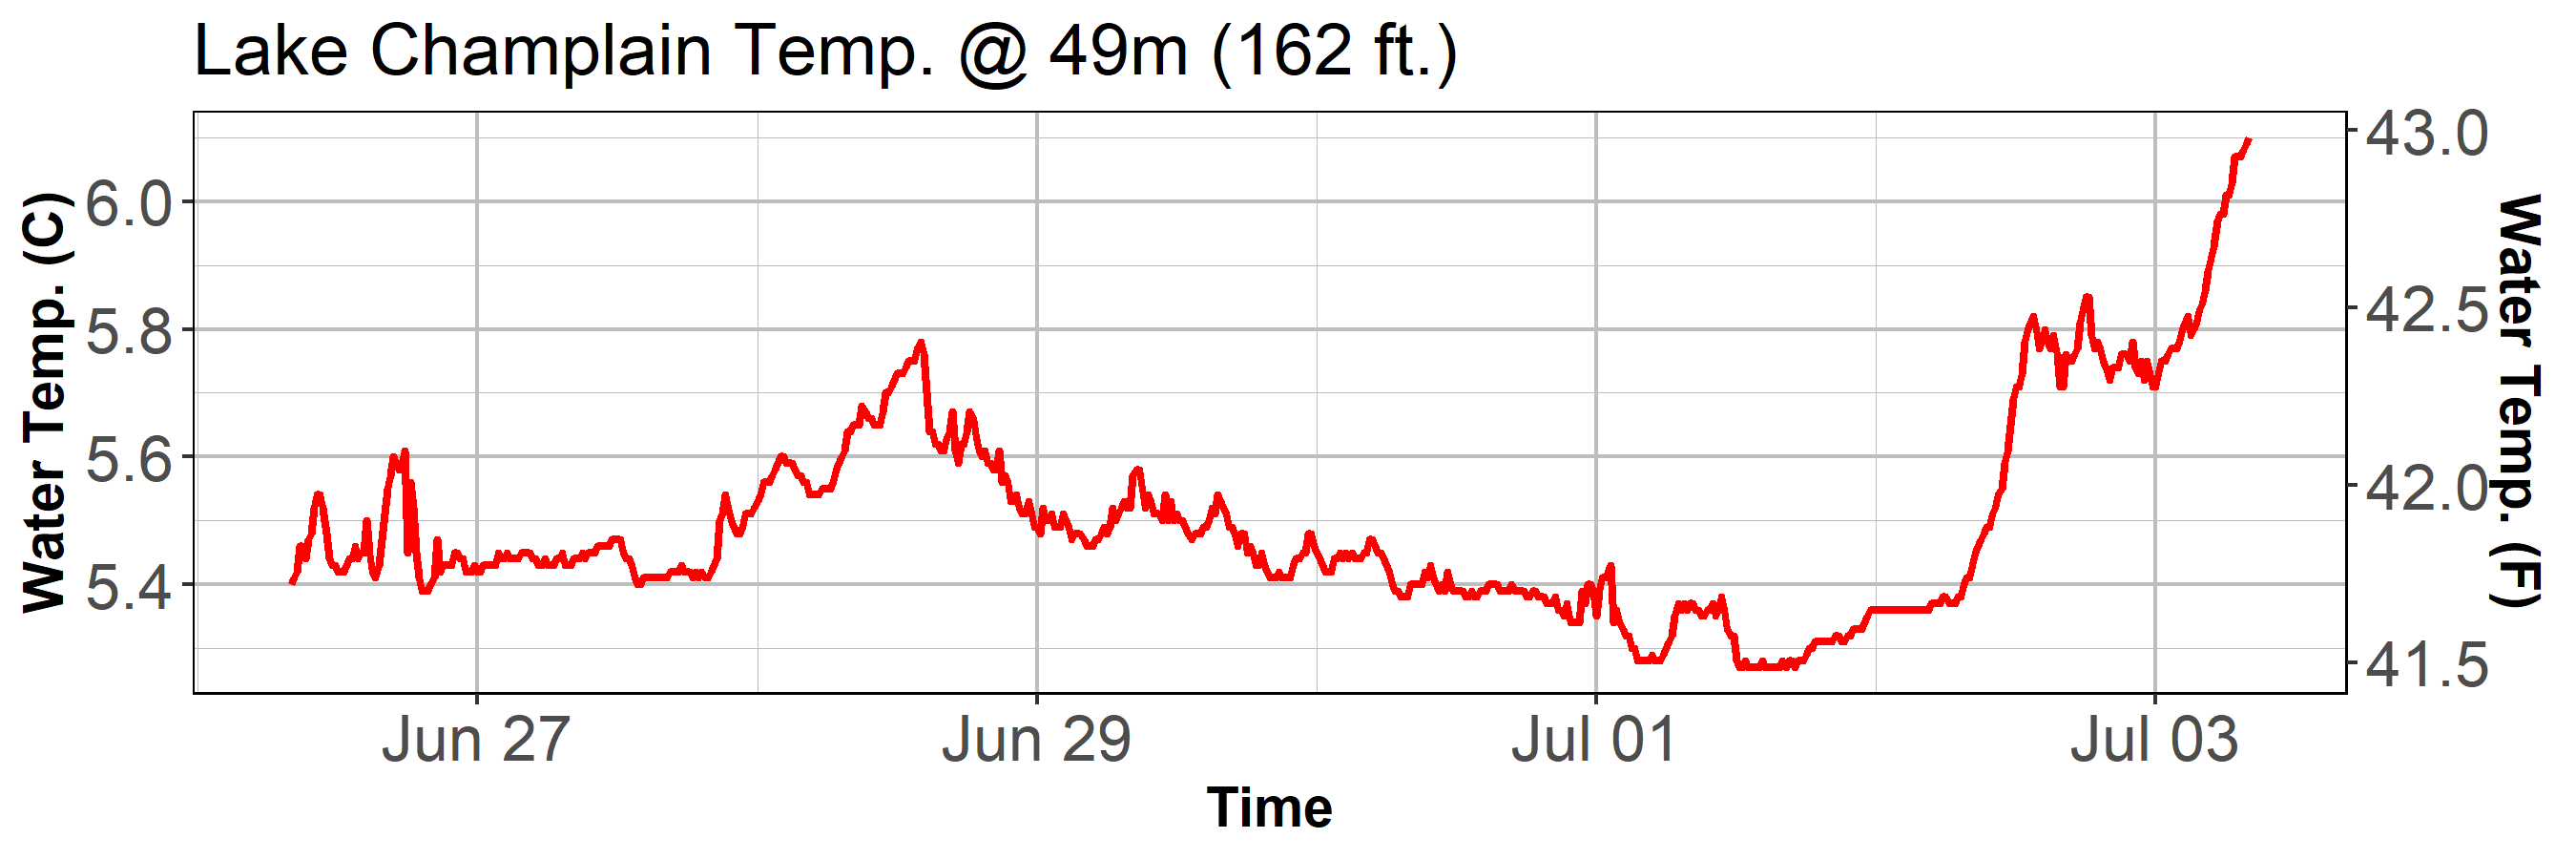 Lake Champlain Temp. @ 49m (162 ft.)
Water Temp. (C)
6.0
5.8
5.6
5.4
43.0
42.5
42.0
41.5
Water Temp. (F)
Jun 27
Jun 29
Jul 01
Jul 03
Time